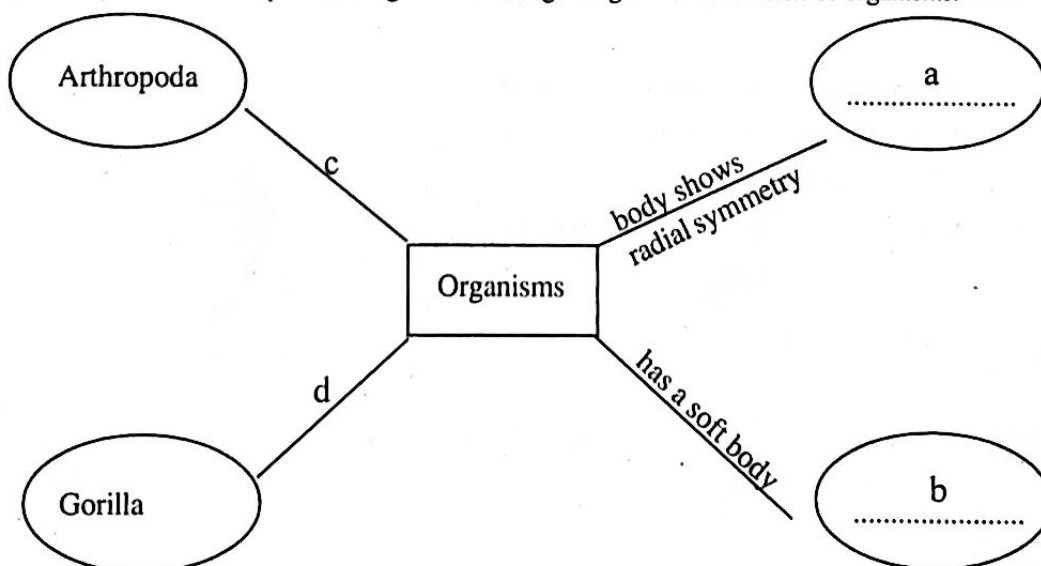 Arthropoda
a
....................
c
body shows
radial symmetry
Organisms
d
has a soft body
Gorilla
b
....................